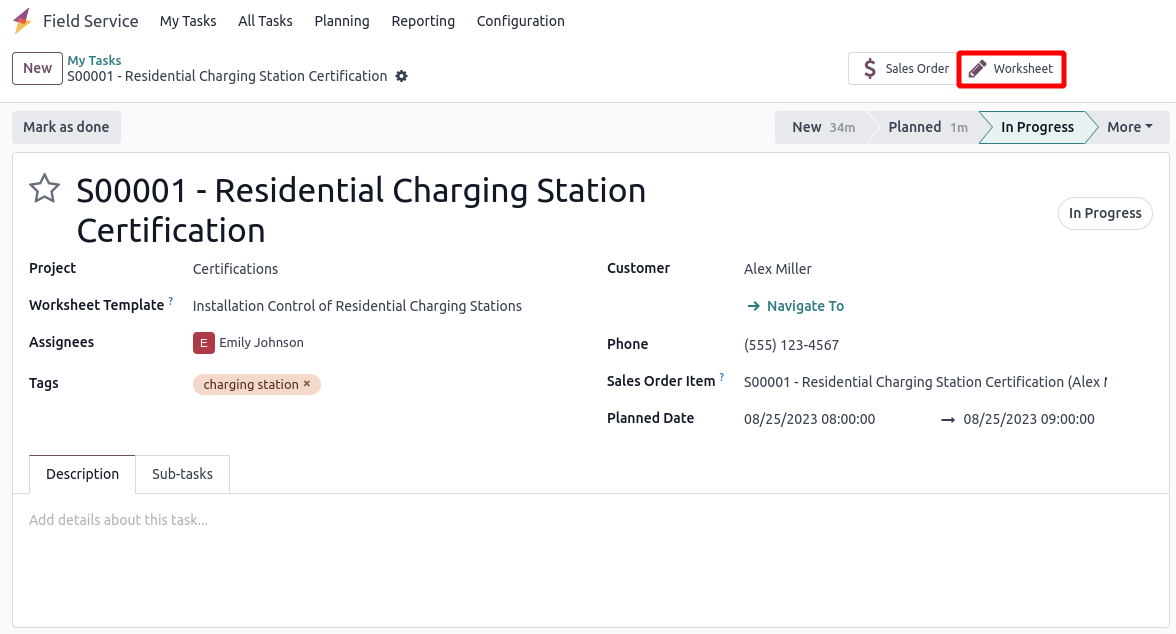 Field Service My Tasks All Tasks Planning Reporting Configuration
New
My Tasks
S00001 - Residential Charging Station Certification
Sales Order Worksheet
Mark as done
New 34m Planned 1m In Progress More
S00001 - Residential Charging Station
Certification
In Progress
Project Certifications
Worksheet Template ? Installation Control of Residential Charging Stations
Assignees E Emily Johnson
Tags charging station ×
Customer Alex Miller
→ Navigate To
Phone (555) 123-4567
Sales Order Item ? S00001 - Residential Charging Station Certification (Alex
Planned Date 08/25/2023 08:00:00 → 08/25/2023 09:00:00
Description Sub-tasks
Add details about this task...